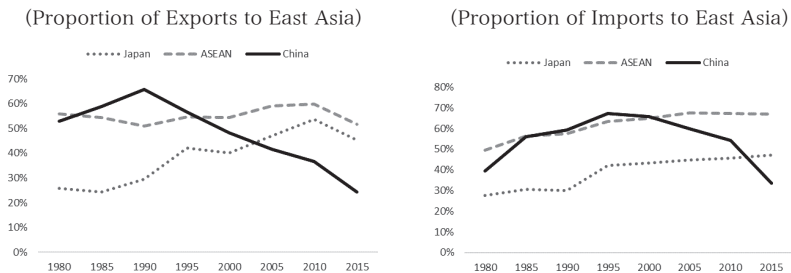 (Proportion of Exports to East Asia)
Japan ASEAN China
70%
60%
50%
40%
30%
20%
10%
0%
1980 1985 1990 1995 2000 2005 2010 2015
(Proportion of Imports to East Asia)
Japan ASEAN China
80%
70%
60%
50%
40%
30%
20%
10%
0%
1980 1985 1990 1995 2000 2005 2010 2015